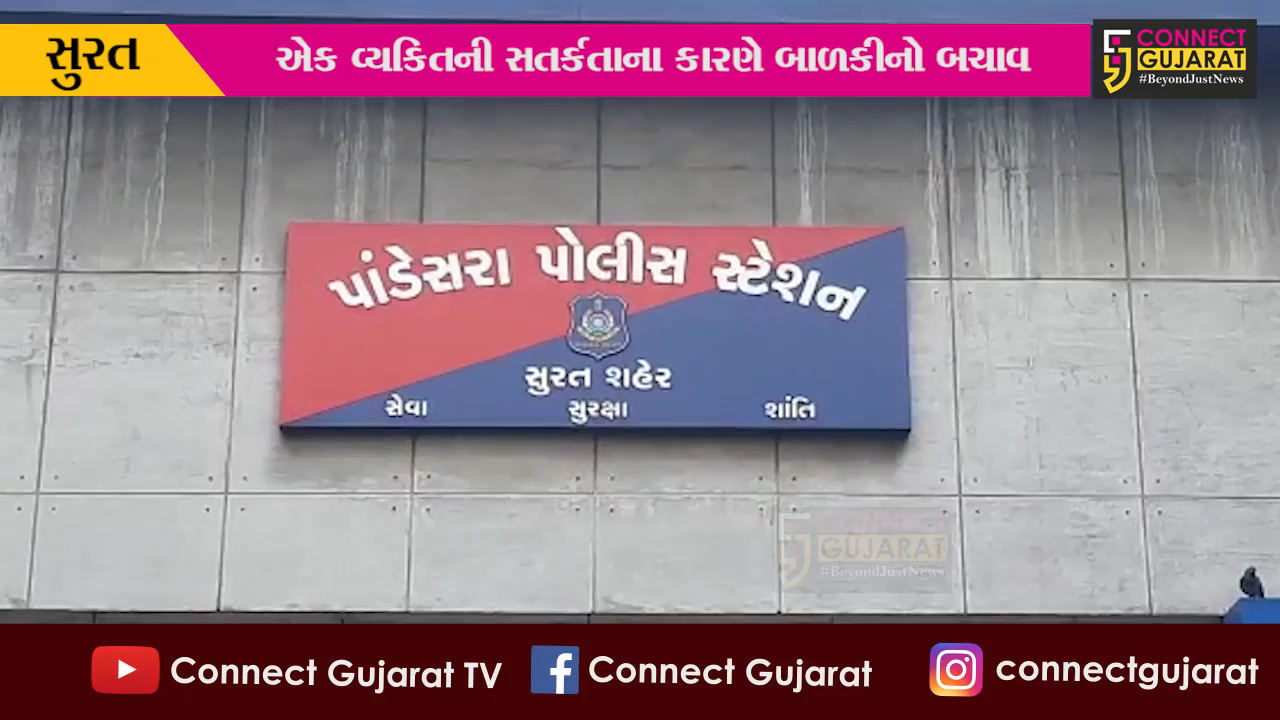 સુરત
એક વ્યકિતની સતર્કતાના કારણે બાળકીનો બચાવ
CONNECT
GUJARAT
#BeyondJustNews
પાંડેસરા પોલીસ સ્ટેશન
સુરત શહેર
સેવા સુરક્ષા શાંતિ
CONNECT
GUJARAT
#BeyondJustNews
Connect Gujarat TV
Connect Gujarat
connectgujarat